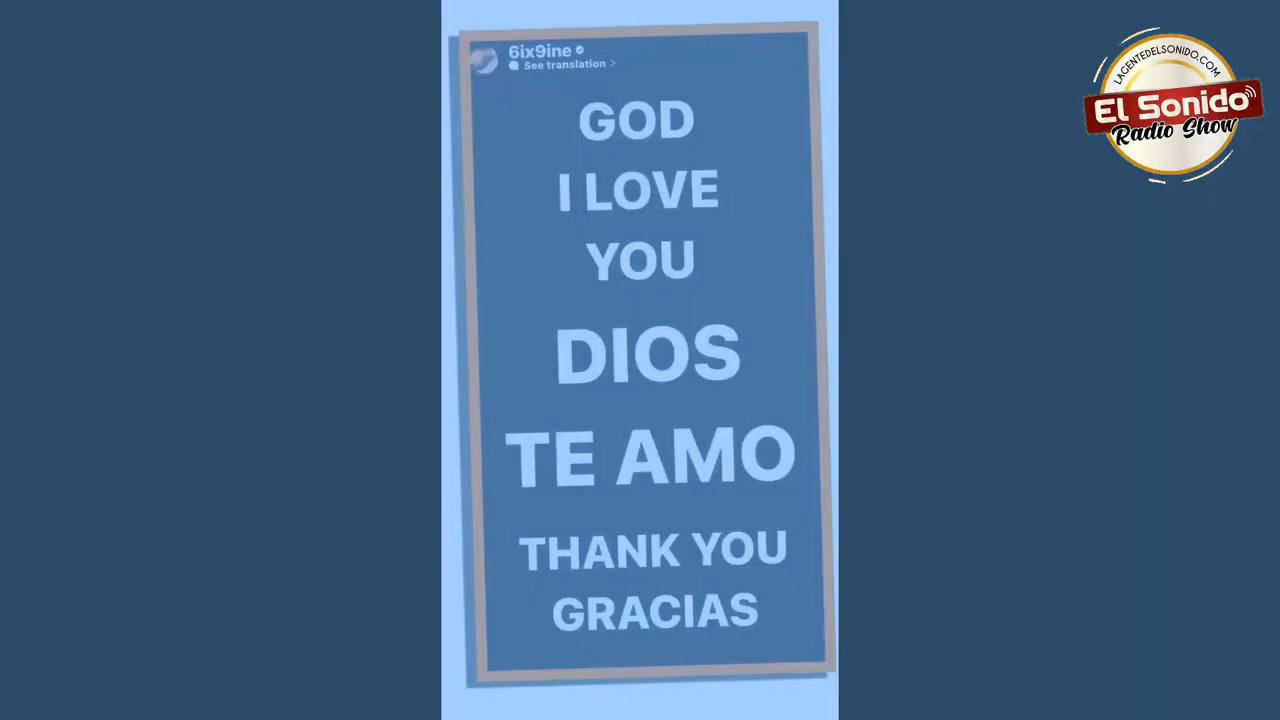 6ix9ine
See translation
GOD
I LOVE
YOU
DIOS
TE AMO
THANK YOU
GRACIAS
LAGENTEDELSONIDO.COM
El Sonido
Radio Show